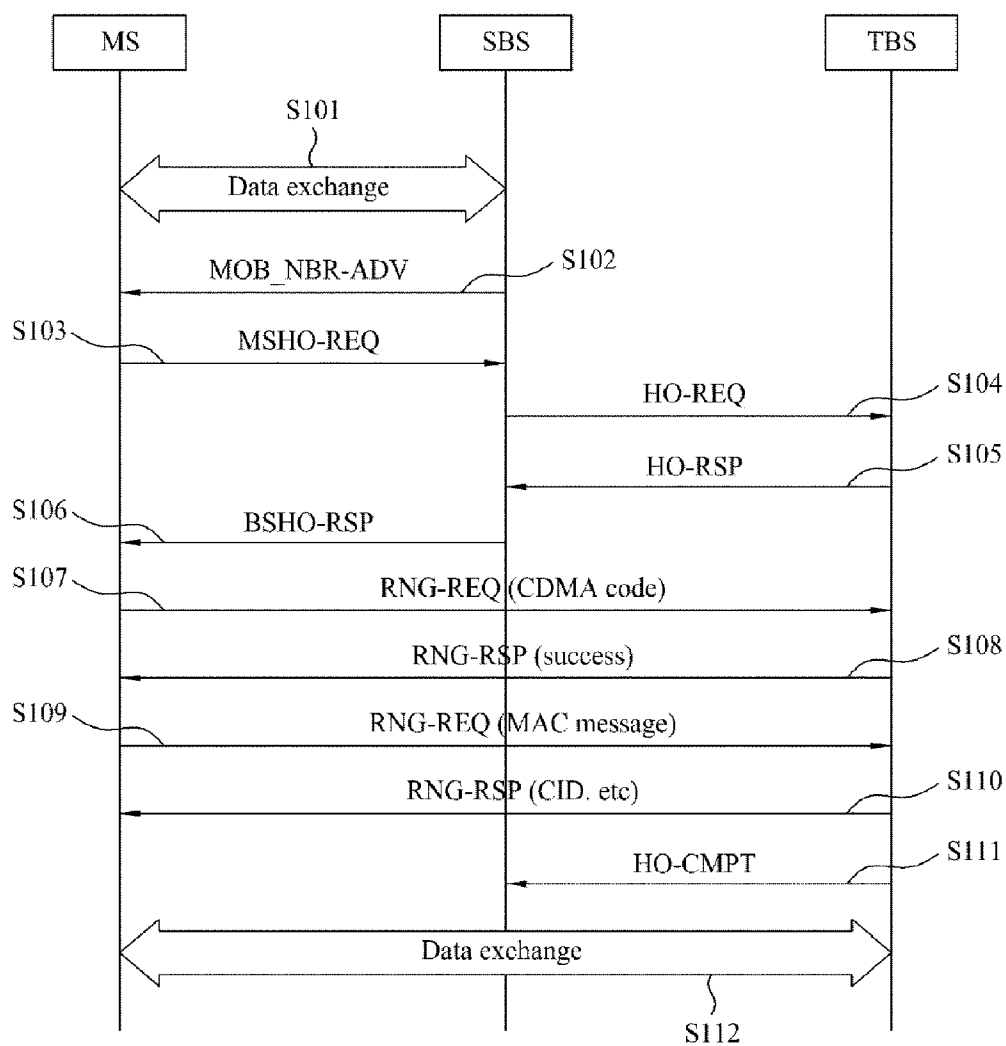 MS
SBS
TBS
S101
Data exchange
MOB_NBR-ADV
S102
S103
MSHO-REQ
HO-REQ
S104
HO-RSP
S105
S106
BSHO-RSP
S107
RNG-REQ (CDMA code)
RNG-RSP (success)
S108
S109
RNG-REQ (MAC message)
RNG-RSP (CID. etc)
S110
HO-CMPT
S111
Data exchange
S112